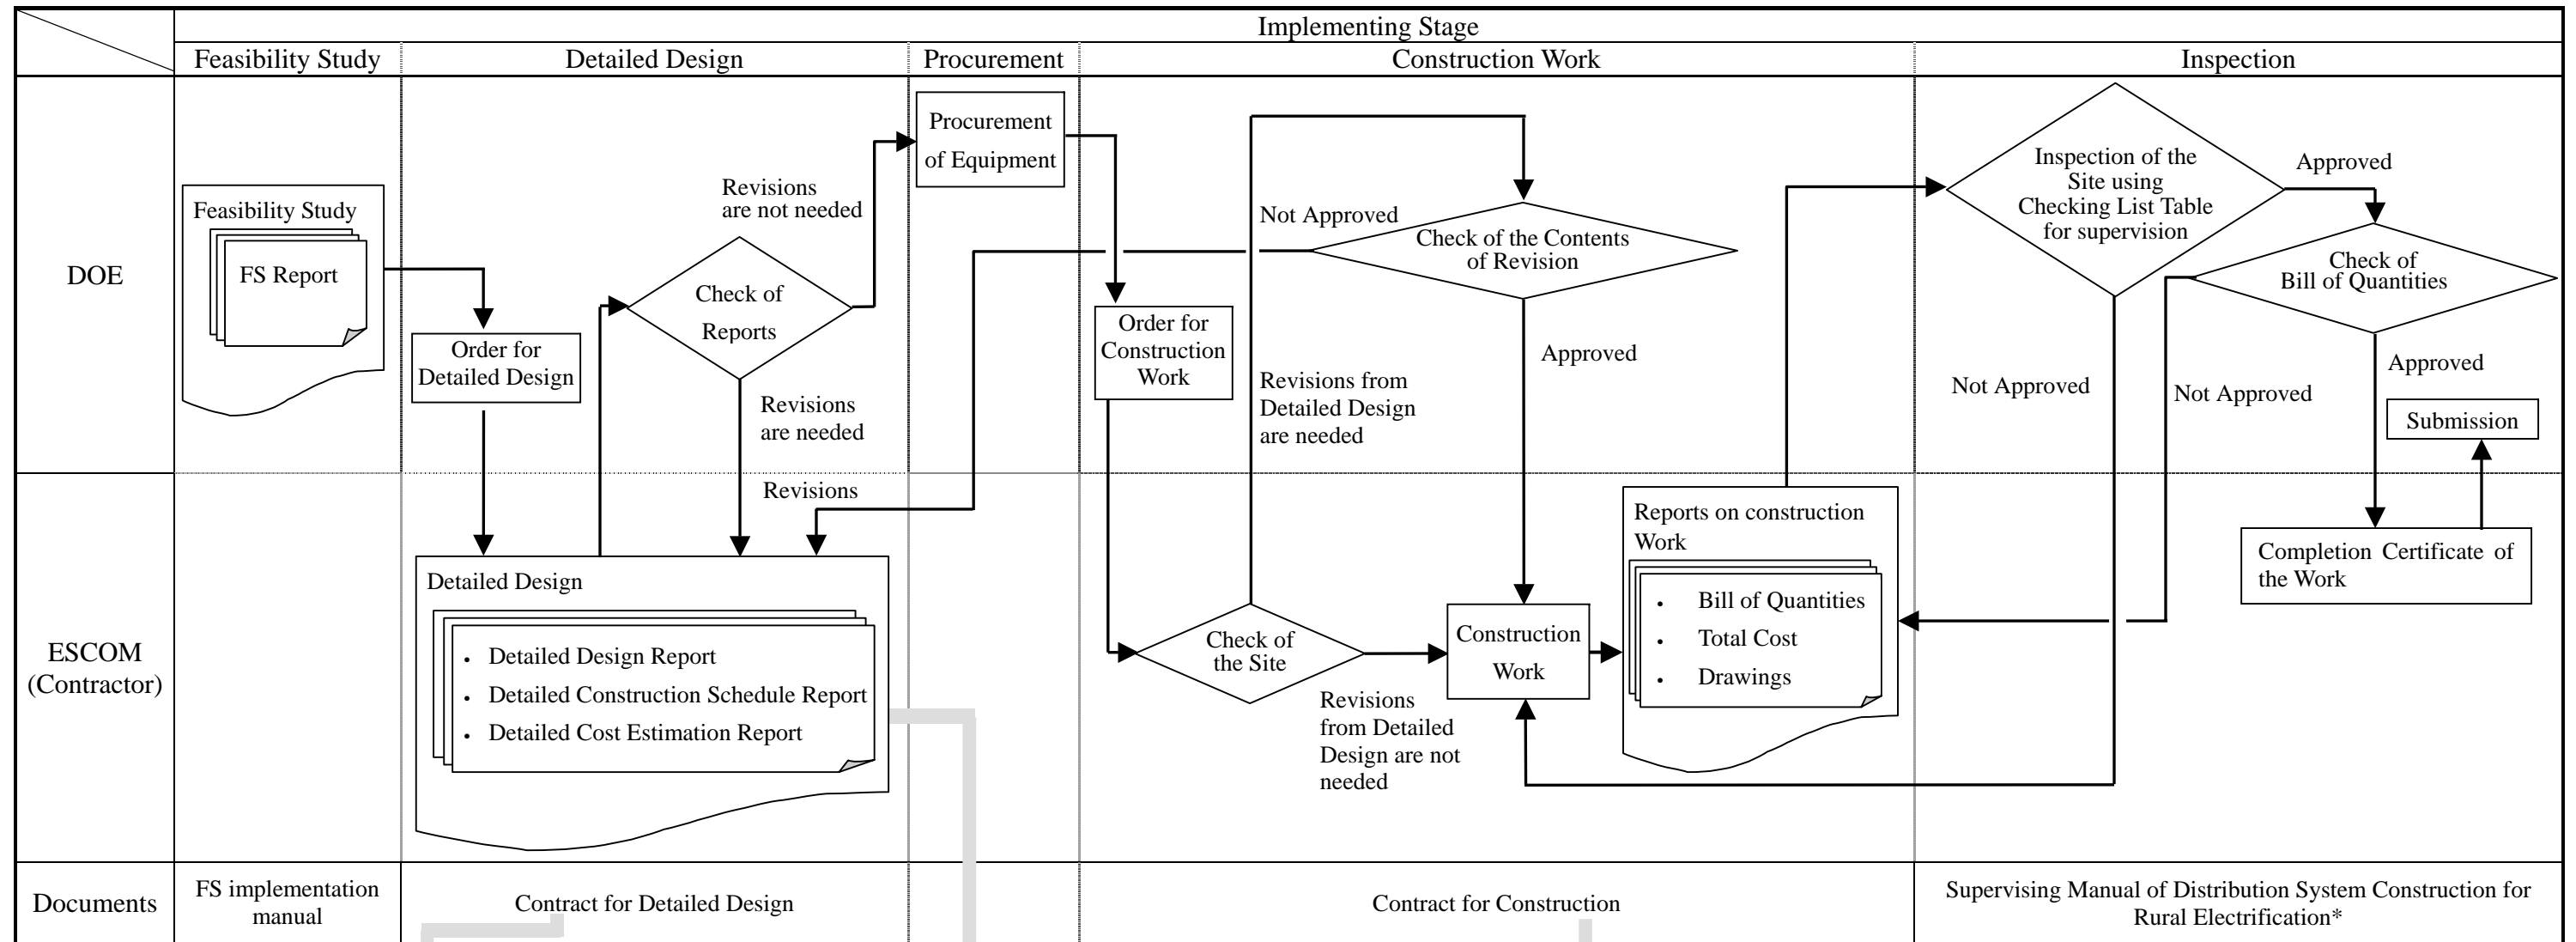 Implementing Stage
Feasibility Study
Detailed Design
Procurement
Construction Work
Inspection
DOE
Feasibility Study
FS Report
Order for
Detailed Design
Check of
Reports
Revisions
are not needed
Revisions
are needed
Procurement
of Equipment
Order for
Construction
Work
Not Approved
Check of the Contents
of Revision
Revisions from
Detailed Design
are needed
Approved
Inspection of the
Site using
Checking List Table
for supervision
Approved
Check of
Bill of Quantities
Not Approved
Not Approved
Approved
Submission
ESCOM
(Contractor)
Revisions
Detailed Design
• Detailed Design Report
• Detailed Construction Schedule Report
• Detailed Cost Estimation Report
Check of
the Site
Revisions
from Detailed
Design are not
needed
Construction
Work
Reports on construction
Work
• Bill of Quantities
• Total Cost
• Drawings
Completion Certificate of
the Work
Documents
FS implementation
manual
Contract for Detailed Design
Contract for Construction
Supervising Manual of Distribution System Construction for
Rural Electrification*